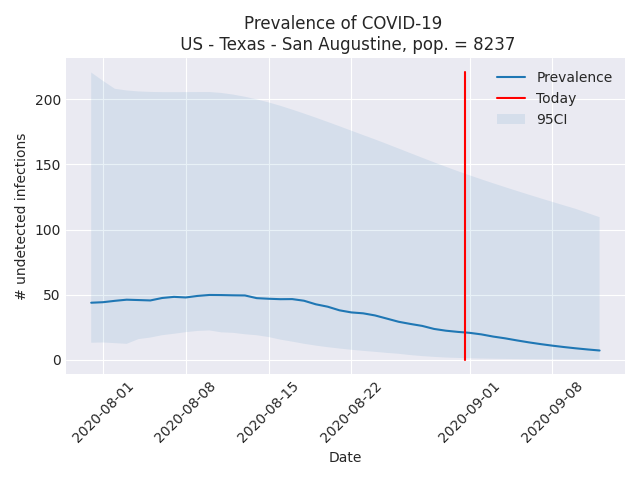 Prevalence of COVID-19
US - Texas - San Augustine, pop. = 8237
Prevalence
Today
95CI
200
150
100
50
0
# undetected infections
2020-08-01
2020-08-08
2020-08-15
2020-08-22
2020-09-01
2020-09-08
Date